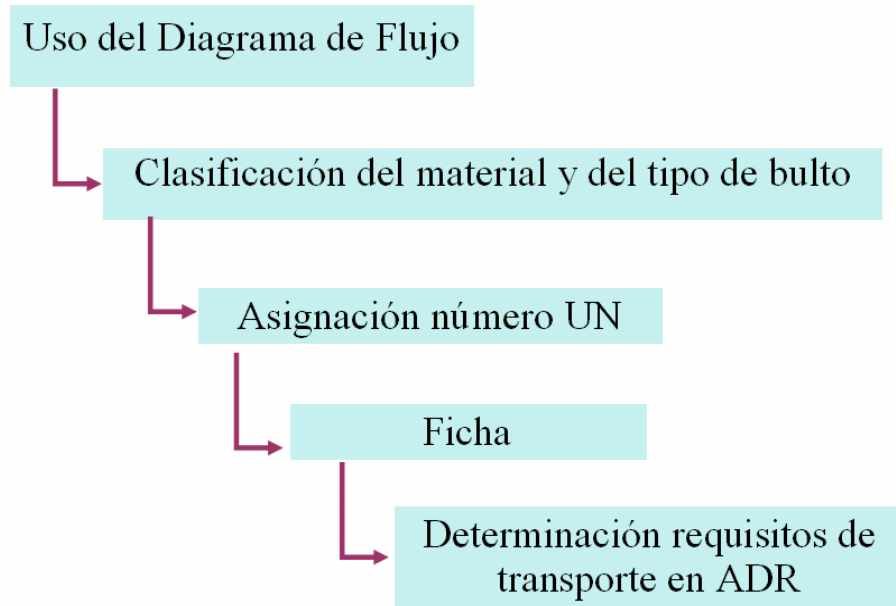 Uso del Diagrama de Flujo
Clasificación del material y del tipo de bulto
Asignación número UN
Ficha
Determinación requisitos de
transporte en ADR